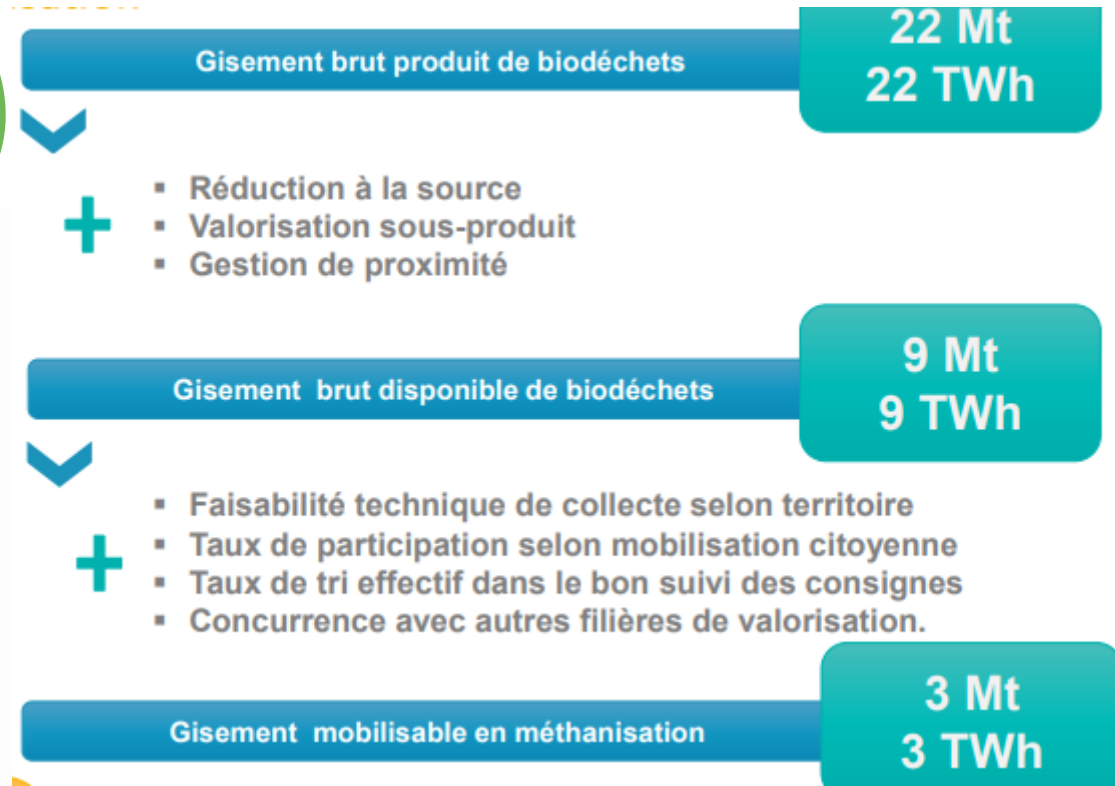 22 Mt
Gisement brut produit de biodéchets
22 TWh
+
▪ Réduction à la source
▪ Valorisation sous-produit
▪ Gestion de proximité
9 Mt
Gisement brut disponible de biodéchets
9 TWh
+
▪ Faisabilité technique de collecte selon territoire
▪ Taux de participation selon mobilisation citoyenne
▪ Taux de tri effectif dans le bon suivi des consignes
▪ Concurrence avec autres filières de valorisation.
3 Mt
Gisement mobilisable en méthanisation
3 TWh